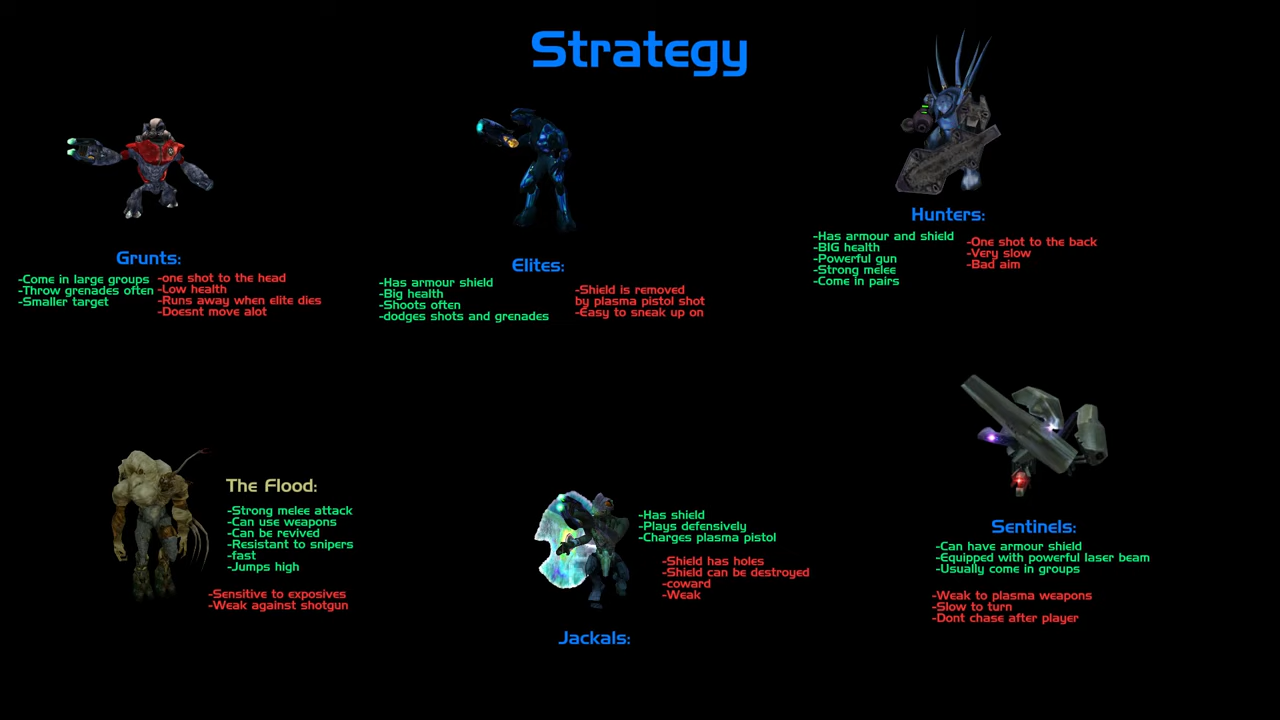 Strategy
Grunts:
-Come in large groups
-Throw grenades often
-Smaller target
-one shot to the head
-Low health
-Runs away when elite dies
-Doesnt move alot
Elites:
-Has armour shield
-Big health
-Shoots often
-dodges shots and grenades
-Shield is removed
by plasma pistol shot
-Easy to sneak up on
Hunters:
-Has armour and shield
-BIG health
-Powerful gun
-Strong melee
-Come in pairs
-One shot to the back
-Very slow
-Bad aim
The Flood:
-Strong melee attack
-Can use weapons
-Can be revived
-Resistant to snipers
-fast
-Jumps high
-Sensitive to exposives
-Weak against shotgun
-Has shield
-Plays defensively
-Charges plasma pistol
-Shield has holes
-Shield can be destroyed
-coward
-Weak
Jackals:
Sentinels:
-Can have armour shield
-Equipped with powerful laser beam
-Usually come in groups
-Weak to plasma weapons
-Slow to turn
-Dont chase after player